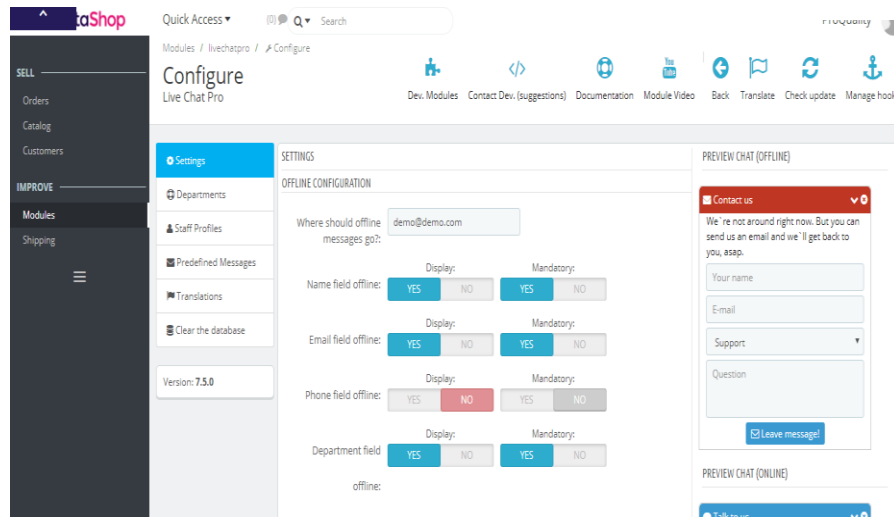 taShop
Quick Access
(0)
Search
ProQuality
Modules / livechatpro / Configure
Configure
Live Chat Pro
Dev. Modules
Contact Dev. (suggestions)
Documentation
You
Tube
Module Video
Back
Translate
Check update
Manage hook
SELL
Orders
Catalog
Customers
IMPROVE
Modules
Shipping
Settings
Departments
Staff Profiles
Predefined Messages
Translations
Clear the database
Version: 7.5.0
SETTINGS
OFFLINE CONFIGURATION
Where should offline
messages go?:
demo@demo.com
Display:
Mandatory:
Name field offline:
YES NO
YES NO
Display:
Mandatory:
Email field offline:
YES NO
YES NO
Display:
Mandatory:
Phone field offline:
YES NO
YES NO
Display:
Mandatory:
Department field
offline:
YES NO
YES NO
PREVIEW CHAT (OFFLINE)
Contact us
We`re not around right now. But you can
send us an email and we`ll get back to
you, asap.
Your name
E-mail
Support
Question
Leave message!
PREVIEW CHAT (ONLINE)
Talk to us